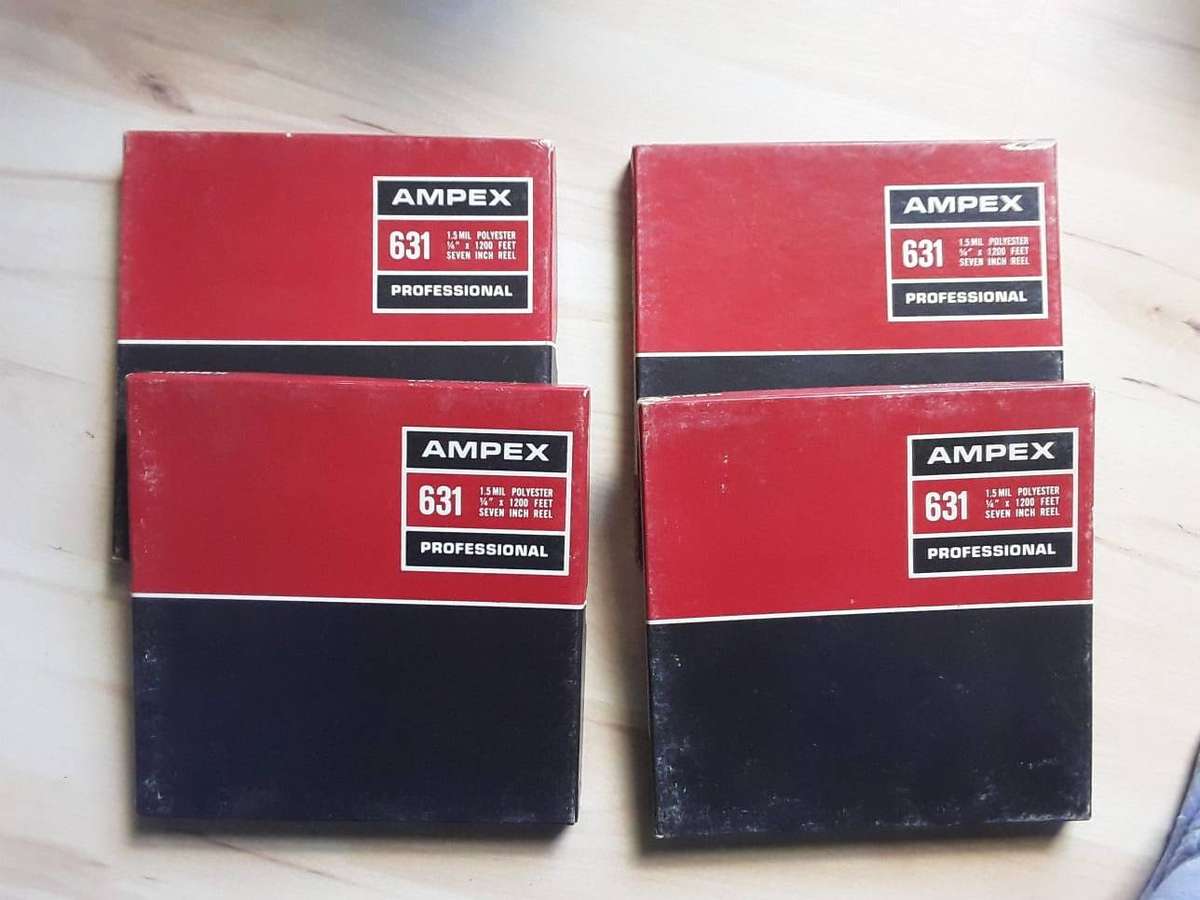 AMPEX
631
1.5 MIL POLYESTER
¼" x 1200 FEET
SEVEN INCH REEL
PROFESSIONAL
AMPEX
631
1.5 MIL POLYESTER
¼" x 1200 FEET
SEVEN INCH REEL
PROFESSIONAL
AMPEX
631
1.5 MIL POLYESTER
¼" x 1200 FEET
SEVEN INCH REEL
PROFESSIONAL
AMPEX
631
1.5 MIL POLYESTER
¼" x 1200 FEET
SEVEN INCH REEL
PROFESSIONAL